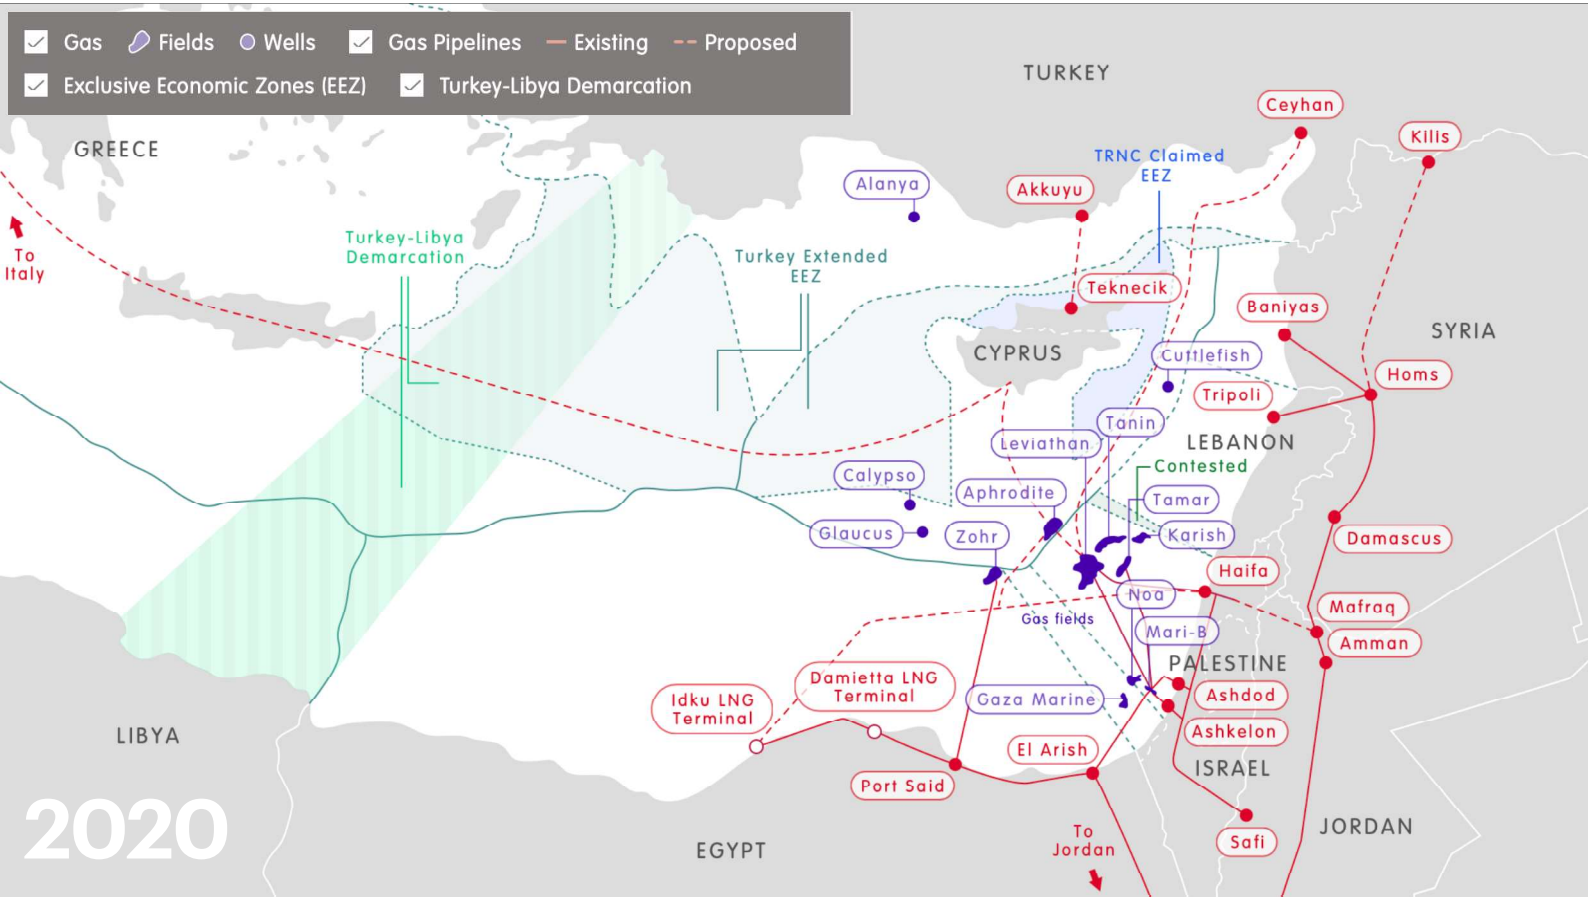 Gas Fields Wells Gas Pipelines Existing Proposed
Exclusive Economic Zones (EEZ) Turkey-Libya Demarcation
TURKEY
Ceyhan
Kilis
GREECE
TRNC Claimed
EEZ
Alanya
Akkuyu
To
Italy
Turkey-Libya
Demarcation
Turkey Extended
EEZ
Teknecik
Baniyas
SYRIA
CYPRUS
Cuttlefish
Homs
Tripoli
Tanin
Leviathan
LEBANON
Contested
Calypso
Aphrodite
Tamar
Glaucus
Zohr
Karish
Damascus
Haifa
Noa
Mafraq
Gas fields
Mari-B
Amman
PALESTINE
Damietta LNG
Terminal
Idku LNG
Terminal
Gaza Marine
Ashdod
Ashkelon
LIBYA
El Arish
ISRAEL
Port Said
2020
To
Jordan
Safi
JORDAN
EGYPT